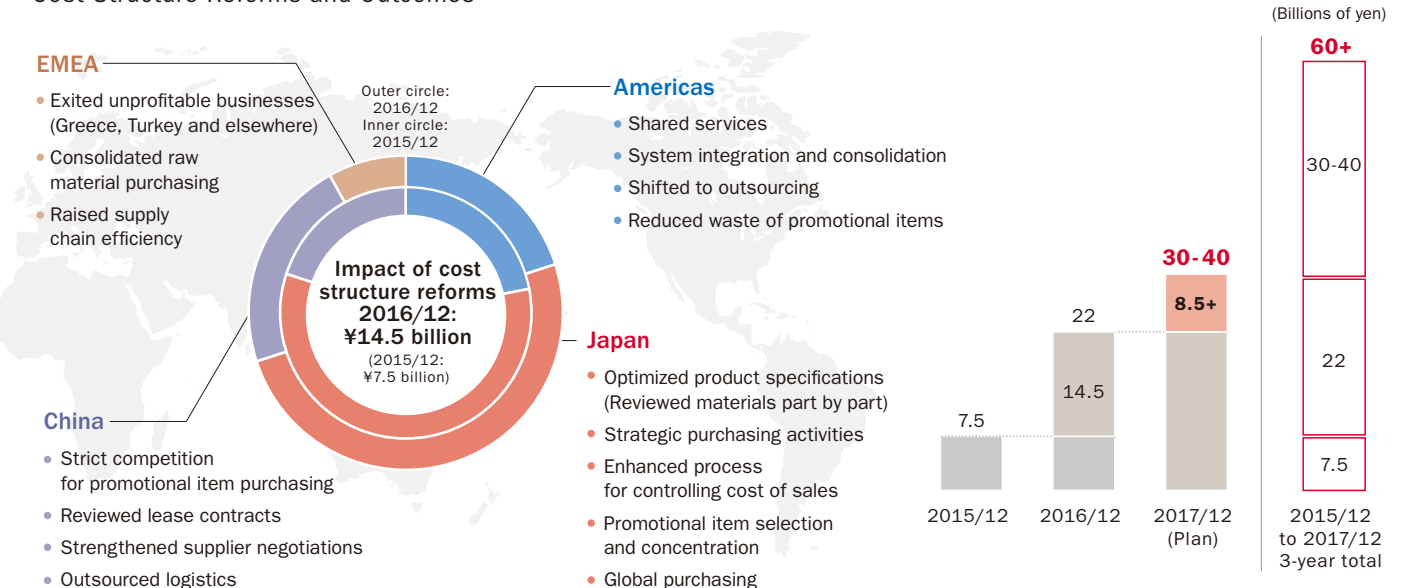 Cost Structure Reforms and Outcomes
EMEA
• Exited unprofitable businesses
(Greece, Turkey and elsewhere)
• Consolidated raw
material purchasing
• Raised supply
chain efficiency
Outer circle:
2016/12
Inner circle:
2015/12
Americas
• Shared services
• System integration and consolidation
• Shifted to outsourcing
• Reduced waste of promotional items
Impact of cost
structure reforms
2016/12:
¥14.5 billion
(2015/12:
¥7.5 billion)
China
• Strict competition
for promotional item purchasing
• Reviewed lease contracts
• Strengthened supplier negotiations
• Outsourced logistics
Japan
• Optimized product specifications
(Reviewed materials part by part)
• Strategic purchasing activities
• Enhanced process
for controlling cost of sales
• Promotional item selection
and concentration
• Global purchasing
7.5
2015/12
22
14.5
2016/12
30-40
8.5+
2017/12
(Plan)
(Billions of yen)
60+
30-40
22
7.5
2015/12
to 2017/12
3-year total